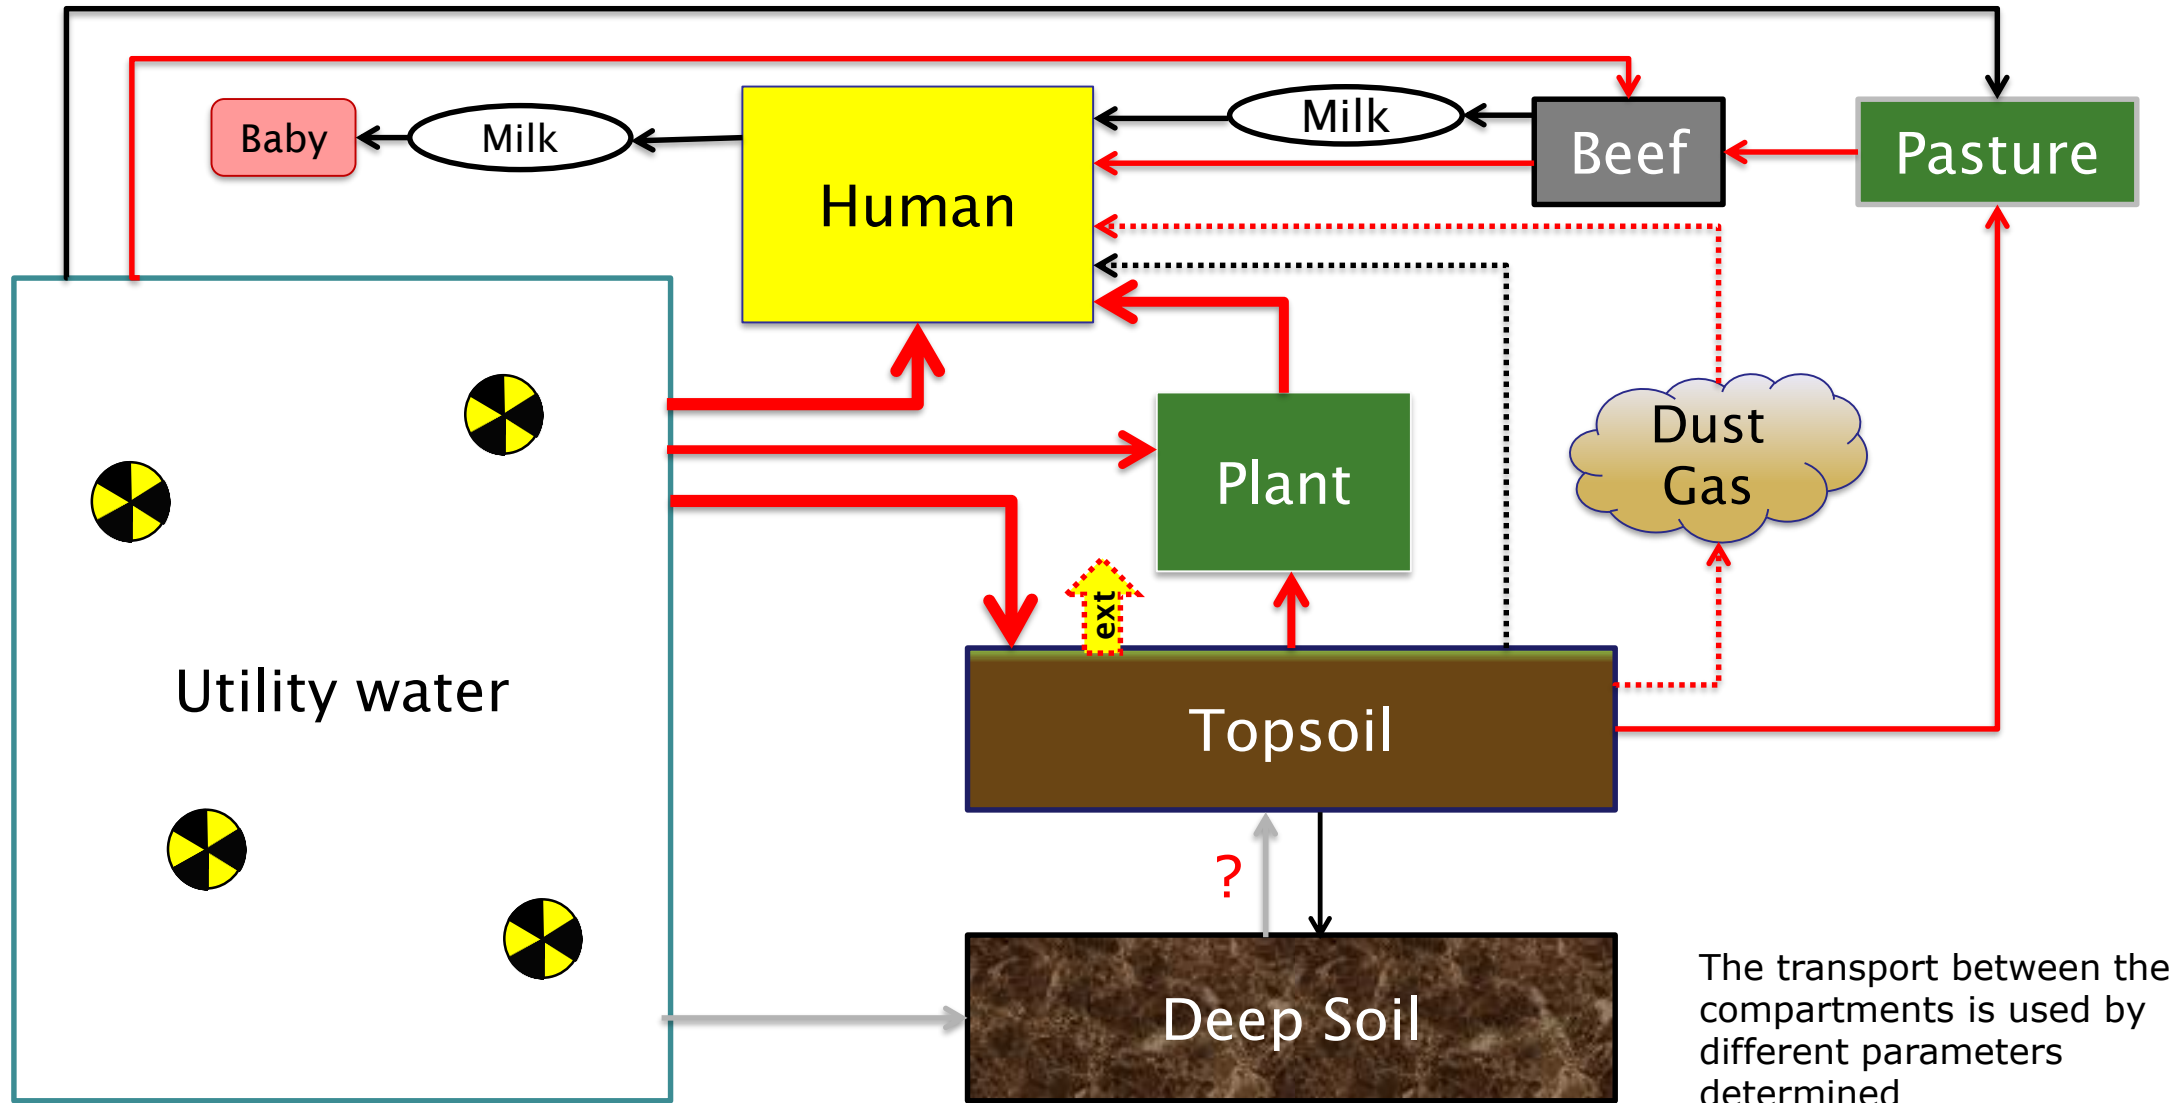 Baby
Milk
Human
Milk
Beef
Pasture
Dust
Gas
Plant
ext
Utility water
Topsoil
?
Deep Soil
The transport between the
compartments is used by
different parameters
determined